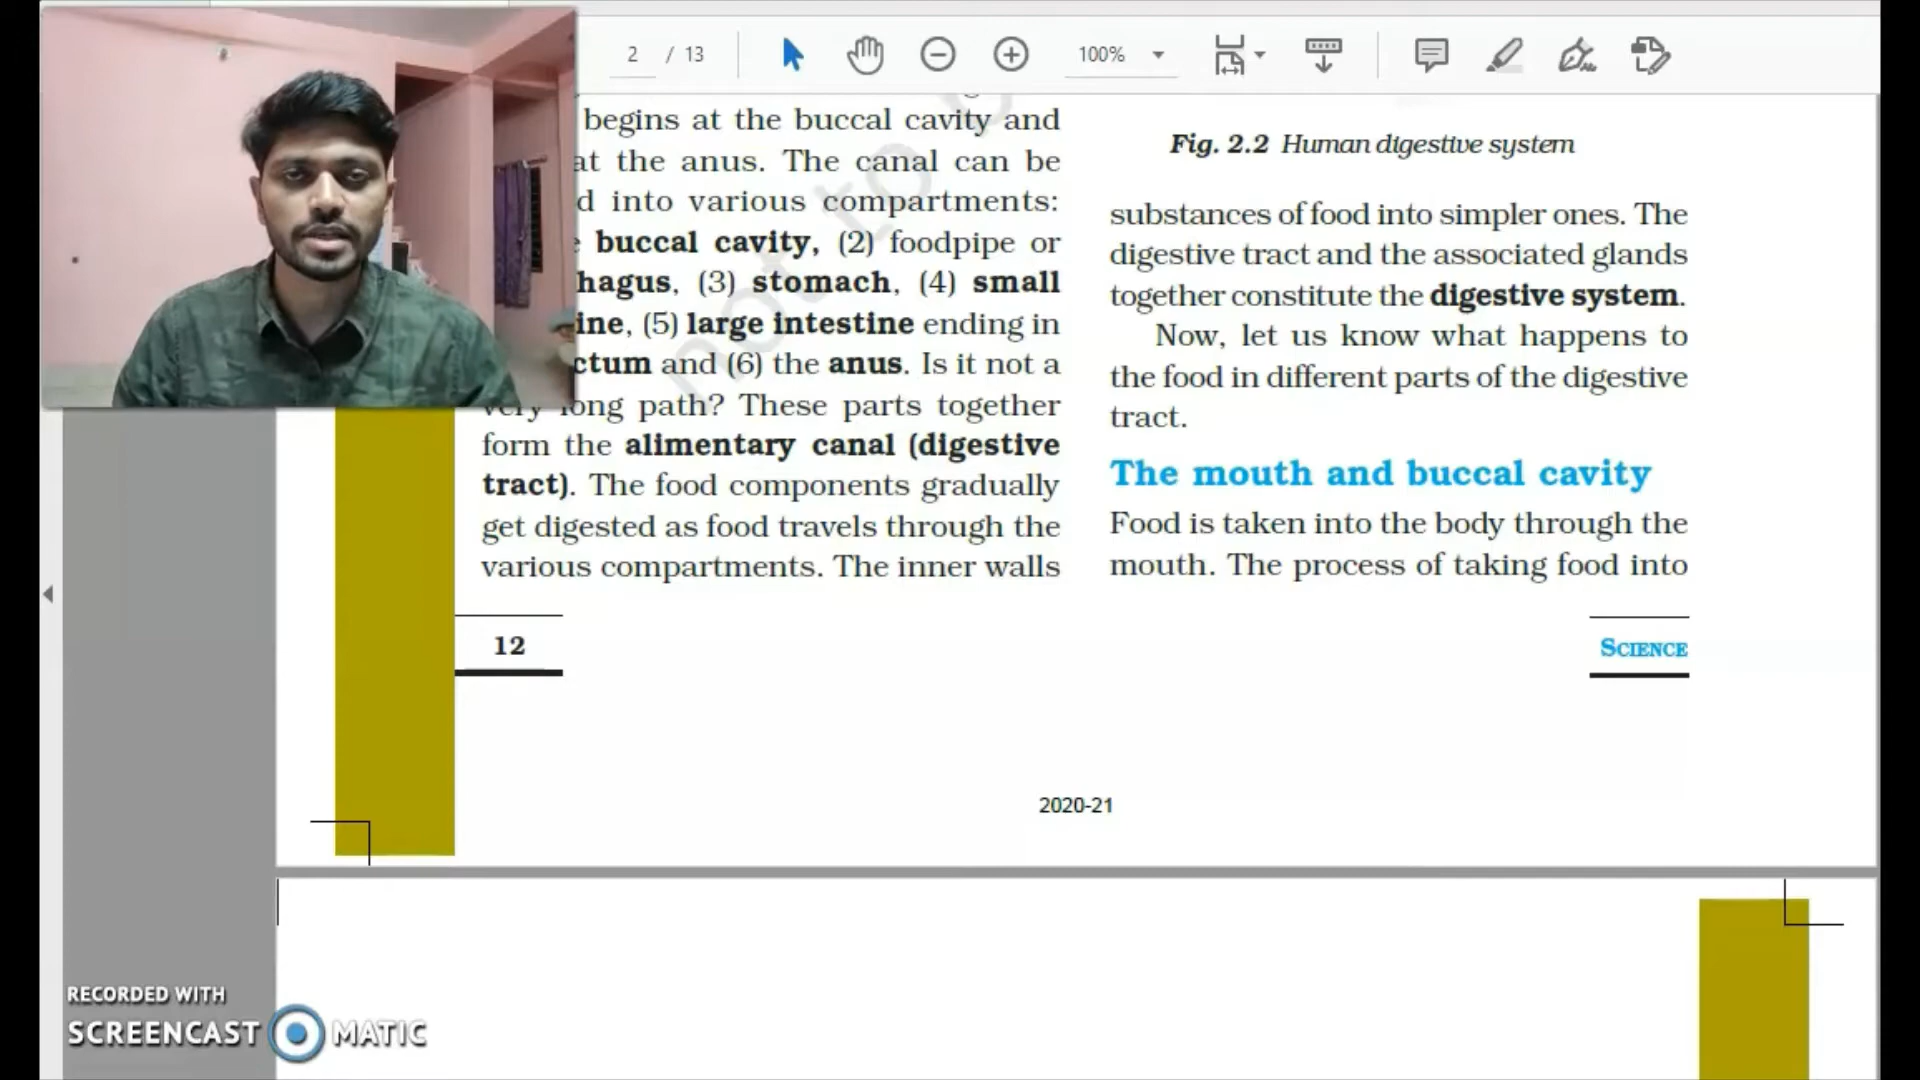 2 / 13
100%
begins at the buccal cavity and
at the anus. The canal can be
into various compartments:
buccal cavity, (2) foodpipe or
hagus, (3) stomach, (4) small
ine, (5) large intestine ending in
ctum and (6) the anus. Is it not a
very long path? These parts together
form the alimentary canal (digestive
tract). The food components gradually
get digested as food travels through the
various compartments. The inner walls
12
Fig. 2.2 Human digestive system
substances of food into simpler ones. The
digestive tract and the associated glands
together constitute the digestive system.
Now, let us know what happens to
the food in different parts of the digestive
tract.
The mouth and buccal cavity
Food is taken into the body through the
mouth. The process of taking food into
SCIENCE
2020-21
not to
RECORDED WITH
SCREENCAST MATIC